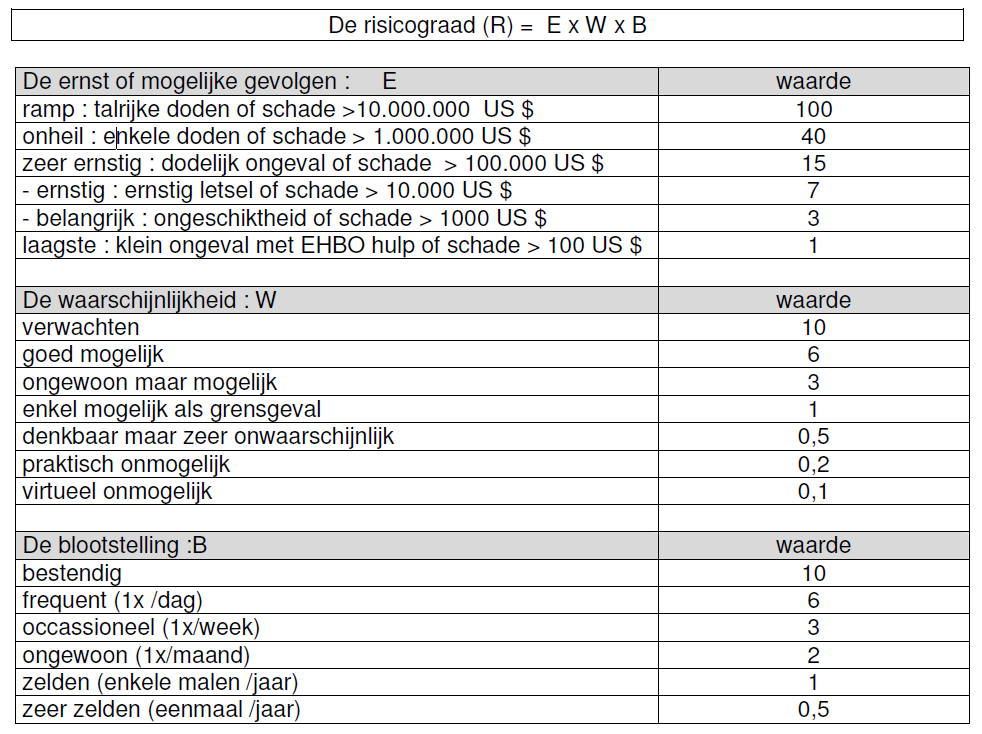 De risicograad (R) = E x W x B
De ernst of mogelijke gevolgen : E waarde
ramp : talrijke doden of schade >10.000.000 US $ 100
onheil : enkele doden of schade > 1.000.000 US $ 40
zeer ernstig : dodelijk ongeval of schade > 100.000 US $ 15
- ernstig : ernstig letsel of schade > 10.000 US $ 7
- belangrijk : ongeschiktheid of schade > 1000 US $ 3
laagste : klein ongeval met EHBO hulp of schade > 100 US $ 1
De waarschijnlijkheid : W waarde
verwachten 10
goed mogelijk 6
ongewoon maar mogelijk 3
enkel mogelijk als grensgeval 1
denkbaar maar zeer onwaarschijnlijk 0,5
praktisch onmogelijk 0,2
virtueel onmogelijk 0,1
De blootstelling :B waarde
bestendig 10
frequent (1x /dag) 6
occassioneel (1x/week) 3
ongewoon (1x/maand) 2
zelden (enkele malen /jaar) 1
zeer zelden (eenmaal /jaar) 0,5